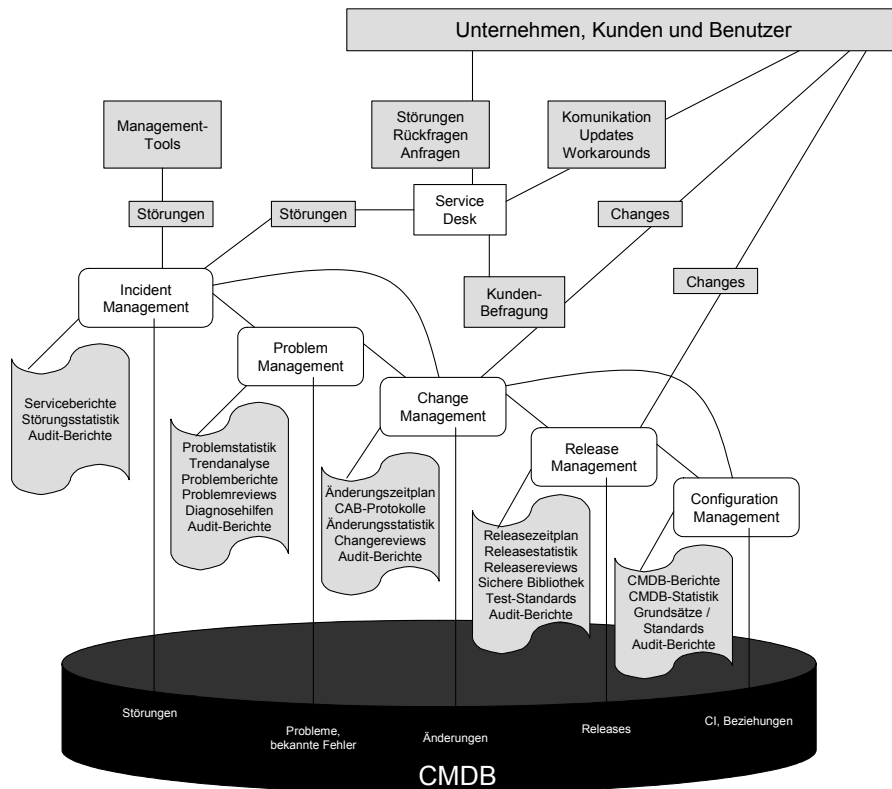 Unternehmen, Kunden und Benutzer
Management-
Tools
Störungen
Rückfragen
Anfragen
Komunikation
Updates
Workarounds
Störungen
Störungen
Service
Desk
Changes
Incident
Management
Kunden-
Befragung
Changes
Problem
Management
Change
Management
Release
Management
Configuration
Management
Serviceberichte
Störungsstatistik
Audit-Berichte
Problemstatistik
Trendanalyse
Problemberichte
Problemreviews
Diagnosehilfen
Audit-Berichte
Änderungszeitplan
CAB-Protokolle
Änderungsstatistik
Changereviews
Audit-Berichte
Releasezeitplan
Releasestatistik
Releasereviews
Sichere Bibliothek
Test-Standards
Audit-Berichte
CMDB-Berichte
CMDB-Statistik
Grundsätze /
Standards
Audit-Berichte
Störungen
Probleme,
bekannte Fehler
Änderungen
Releases
CI, Beziehungen
CMDB